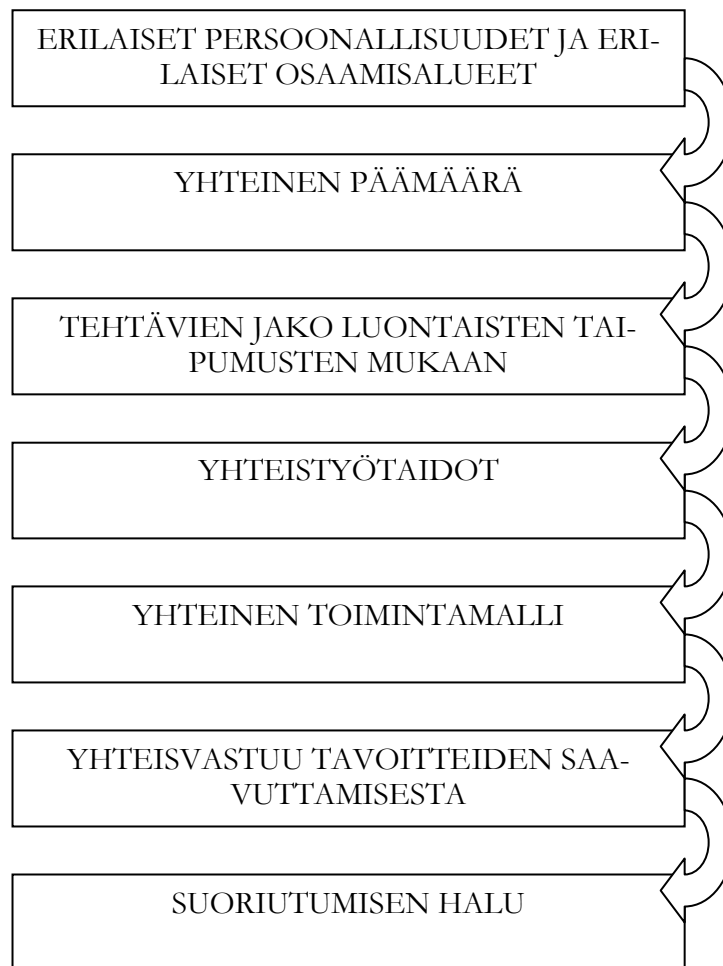 ERILAISET PERSOONALLISUUDET JA ERI-
LAISET OSAAMISALUEET
YHTEINEN PÄÄMÄÄRÄ
TEHTÄVIEN JAKO LUONTAISTEN TAI-
PUMUSTEN MUKAAN
YHTEISTYÖTAIDOT
YHTEINEN TOIMINTAMALLI
YHTEISVASTUU TAVOITTEIDEN SAA-
VUTTAMISESTA
SUORIUTUMISEN HALU